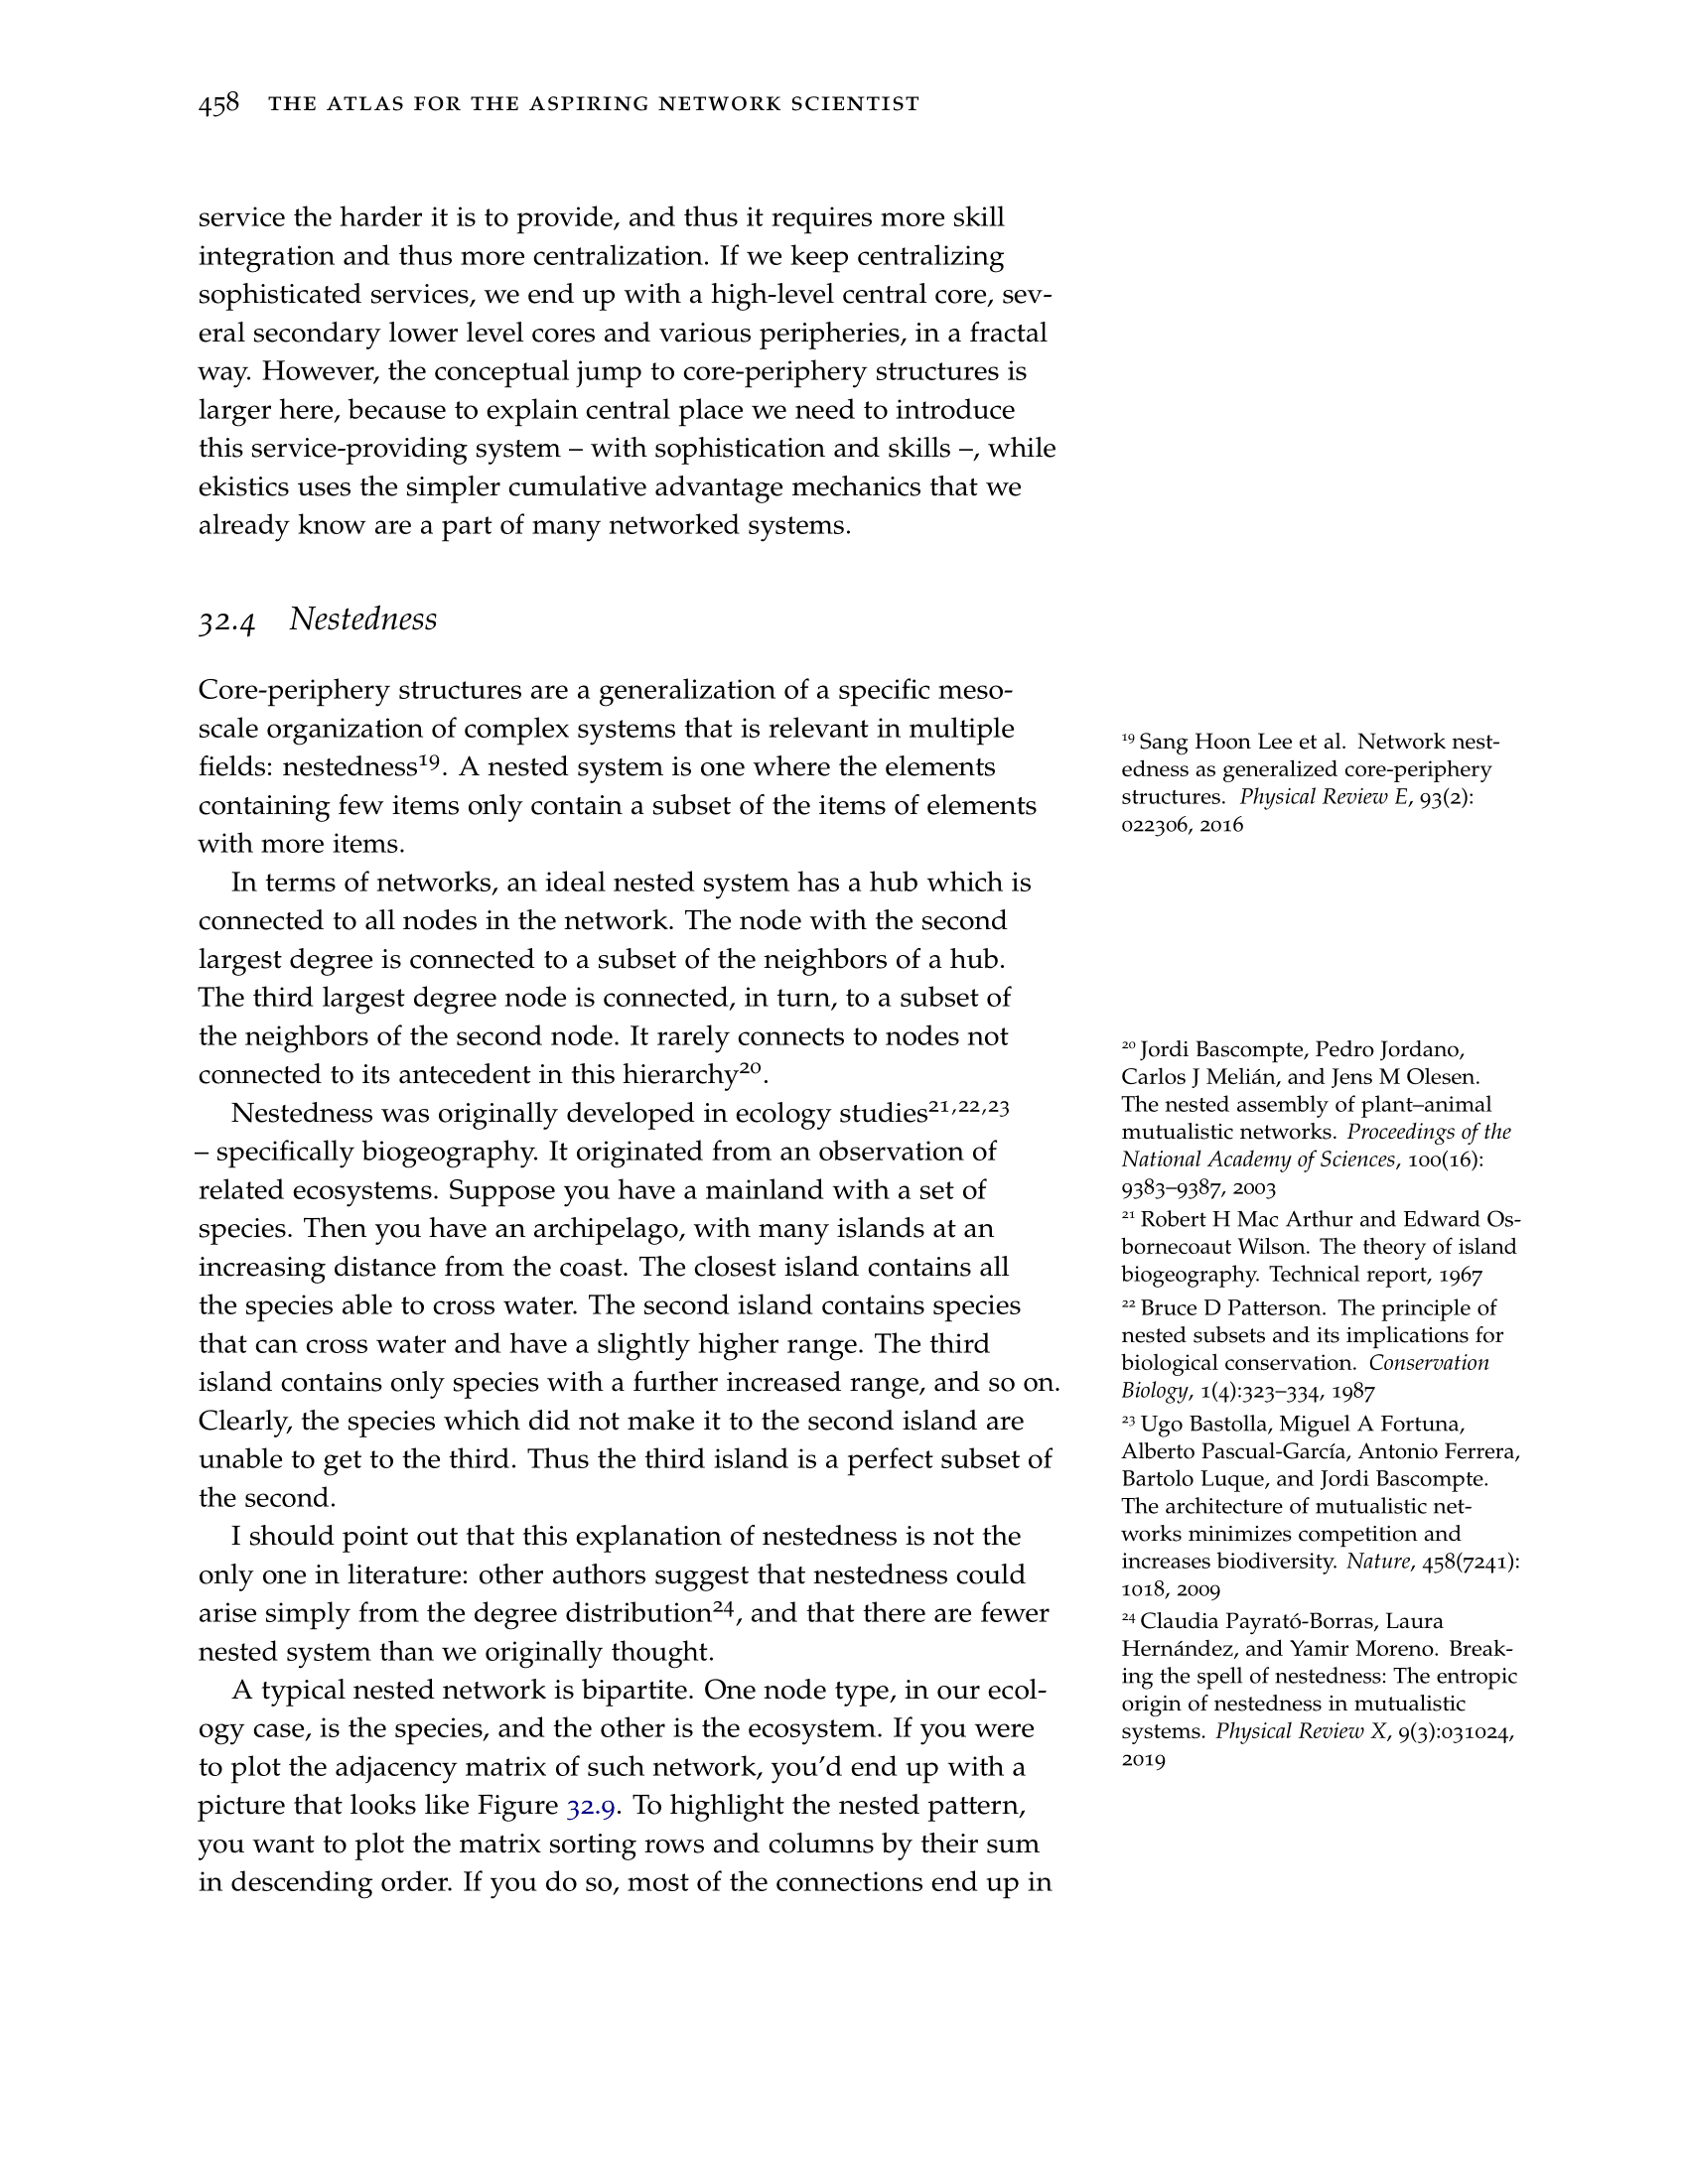 458 THE ATLAS FOR THE ASPIRING NETWORK SCIENTIST
service the harder it is to provide, and thus it requires more skill
integration and thus more centralization. If we keep centralizing
sophisticated services, we end up with a high-level central core, sev-
eral secondary lower level cores and various peripheries, in a fractal
way. However, the conceptual jump to core-periphery structures is
larger here, because to explain central place we need to introduce
this service-providing system – with sophistication and skills –, while
ekistics uses the simpler cumulative advantage mechanics that we
already know are a part of many networked systems.
32.4 Nestedness
Core-periphery structures are a generalization of a specific meso-
scale organization of complex systems that is relevant in multiple
fields: nestedness¹⁹. A nested system is one where the elements
containing few items only contain a subset of the items of elements
with more items.
In terms of networks, an ideal nested system has a hub which is
connected to all nodes in the network. The node with the second
largest degree is connected to a subset of the neighbors of a hub.
The third largest degree node is connected, in turn, to a subset of
the neighbors of the second node. It rarely connects to nodes not
connected to its antecedent in this hierarchy²⁰.
Nestedness was originally developed in ecology studies²¹,²²,²³
– specifically biogeography. It originated from an observation of
related ecosystems. Suppose you have a mainland with a set of
species. Then you have an archipelago, with many islands at an
increasing distance from the coast. The closest island contains all
the species able to cross water. The second island contains species
that can cross water and have a slightly higher range. The third
island contains only species with a further increased range, and so on.
Clearly, the species which did not make it to the second island are
unable to get to the third. Thus the third island is a perfect subset of
the second.
I should point out that this explanation of nestedness is not the
only one in literature: other authors suggest that nestedness could
arise simply from the degree distribution²⁴, and that there are fewer
nested system than we originally thought.
A typical nested network is bipartite. One node type, in our ecol-
ogy case, is the species, and the other is the ecosystem. If you were
to plot the adjacency matrix of such network, you'd end up with a
picture that looks like Figure 32.9. To highlight the nested pattern,
you want to plot the matrix sorting rows and columns by their sum
in descending order. If you do so, most of the connections end up in
¹⁹ Sang Hoon Lee et al. Network nest-
edness as generalized core-periphery
structures. Physical Review E, 93(2):
022306, 2016
²⁰ Jordi Bascompte, Pedro Jordano,
Carlos J Melián, and Jens M Olesen.
The nested assembly of plant–animal
mutualistic networks. Proceedings of the
National Academy of Sciences, 100(16):
9383–9387, 2003
²¹ Robert H Mac Arthur and Edward Os-
bornecoaut Wilson. The theory of island
biogeography. Technical report, 1967
²² Bruce D Patterson. The principle of
nested subsets and its implications for
biological conservation. Conservation
Biology, 1(4):323–334, 1987
²³ Ugo Bastolla, Miguel A Fortuna,
Alberto Pascual-García, Antonio Ferrera,
Bartolo Luque, and Jordi Bascompte.
The architecture of mutualistic net-
works minimizes competition and
increases biodiversity. Nature, 458(7241):
1018, 2009
²⁴ Claudia Payrató-Borras, Laura
Hernández, and Yamir Moreno. Break-
ing the spell of nestedness: The entropic
origin of nestedness in mutualistic
systems. Physical Review X, 9(3):031024,
2019